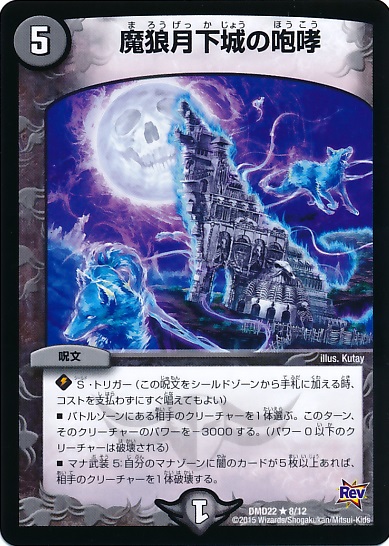 5
まろうげっかじょう ほうこう
魔狼月下城の咆哮
illus. Kutay
呪文
S・トリガー（この呪文をシールドゾーンから手札に加える時、
コストを支払わずにすぐ唱えてもよい）
■ バトルゾーンにある相手のクリーチャーを1体選ぶ。このターン、
そのクリーチャーのパワーを−3000する。（パワー0以下のク
リーチャーは破壊される）
■ マナ武装 5：自分のマナゾーンに闇のカードが5枚以上あれば、
相手のクリーチャーを1体破壊する。
1
Rev
DMD22 ★ 8/12
©2015 Wizards/Shogakukan/Mitsui-Kids